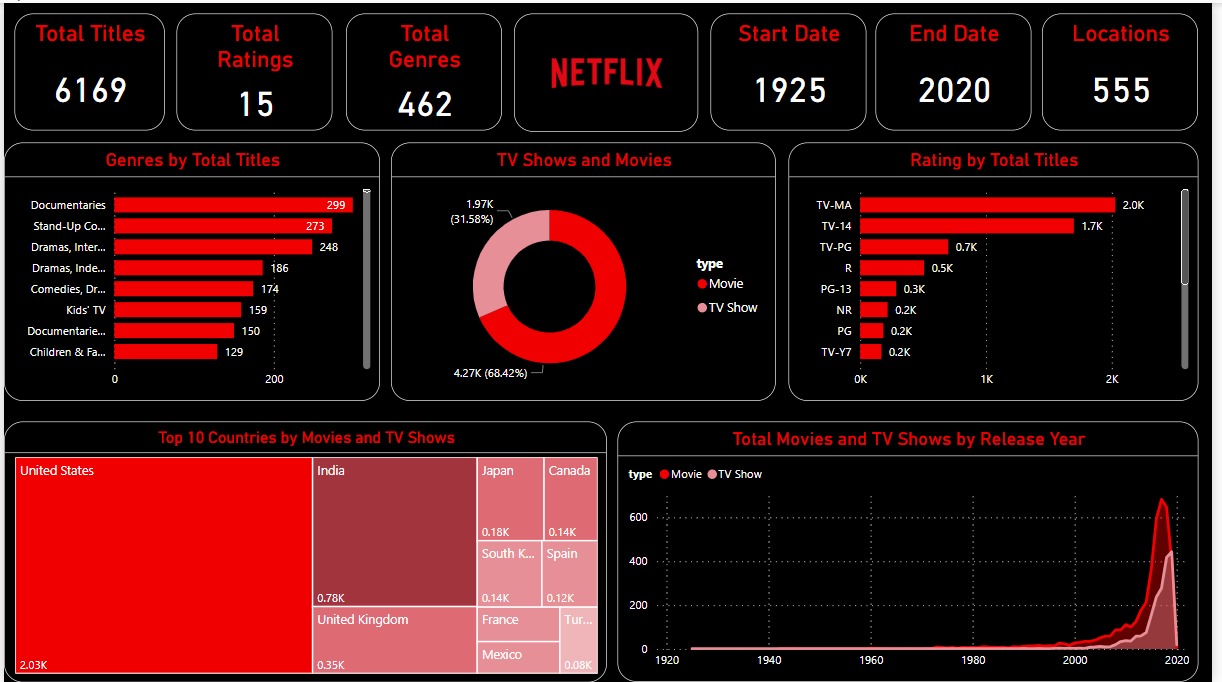 Total Titles
6169
Total
Ratings
15
Total
Genres
462
NETFLIX
Start Date
1925
End Date
2020
Locations
555
Genres by Total Titles
Documentaries 299
Stand-Up Co... 273
Dramas, Inter... 248
Dramas, Inde... 186
Comedies, Dr... 174
Kids' TV 159
Documentarie... 150
Children & Fa... 129
0 200
TV Shows and Movies
1.97K
(31.58%)
4.27K (68.42%)
type
Movie
TV Show
Rating by Total Titles
TV-MA 2.0K
TV-14 1.7K
TV-PG 0.7K
R 0.5K
PG-13 0.3K
NR 0.2K
PG 0.2K
TV-Y7 0.2K
0K 1K 2K
Top 10 Countries by Movies and TV Shows
United States
2.03K
India
0.78K
United Kingdom
0.35K
Japan
0.18K
Canada
0.14K
South K...
0.14K
Spain
0.12K
France
Mexico
Tur...
0.08K
Total Movies and TV Shows by Release Year
type Movie TV Show
600
400
200
0
1920 1940 1960 1980 2000 2020